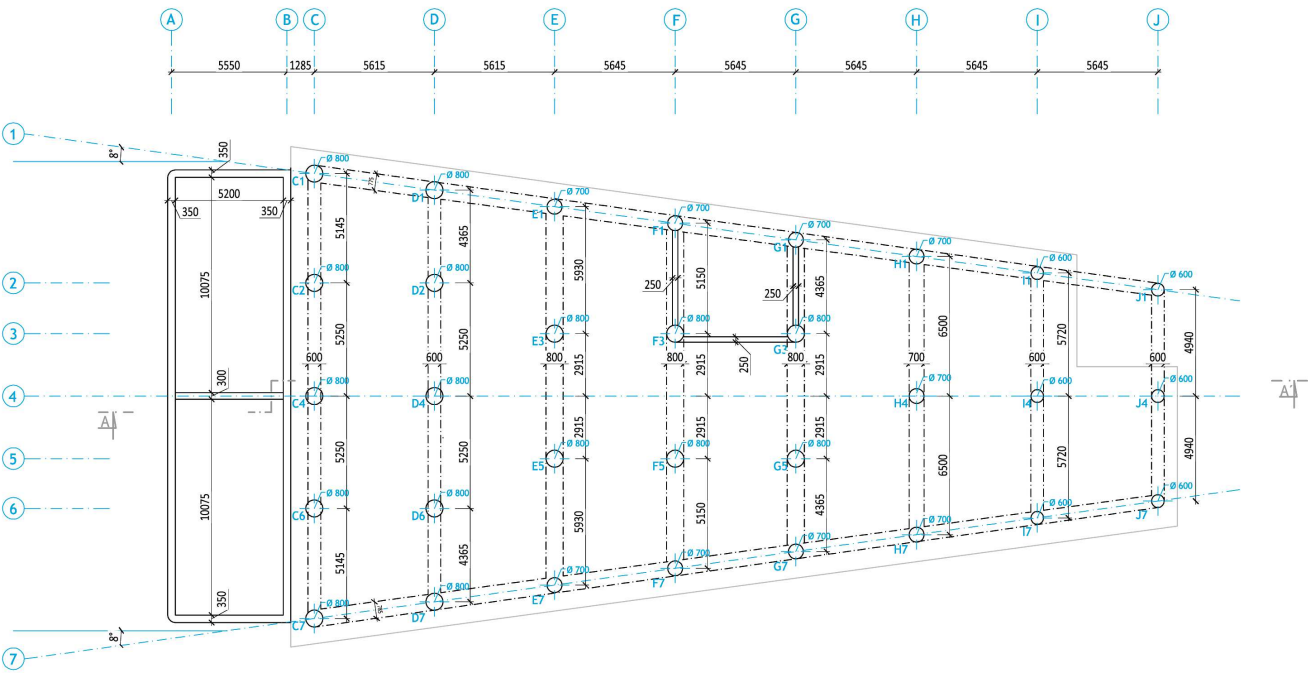 A B C D E F G H I J
5550 1285 5615 5615 5645 5645 5645 5645 5645
1
8°
350
C1 Ø 800
D1 Ø 800
E1 Ø 700
F1 Ø 700
G1 Ø 700
H1 Ø 700
I1 Ø 600
J1 Ø 600
775
5200
350 350
5145 4365 5930 5150 4365
250 250
2
10075
C2 Ø 800
D2 Ø 800
6500 5720 4940
3
E3 Ø 800
F3 Ø 800
G3 Ø 800
5250 5250 2915 2915 2915
250
600 600 800 800 800 700 600 600
300
4
C4 Ø 800
D4 Ø 800
H4 Ø 700
I4 Ø 600
J4 Ø 600
A A
5250 5250 2915 2915 2915
5
E5 Ø 800
F5 Ø 800
G5 Ø 800
6500 5720 4940
6
10075
C6 Ø 800
D6 Ø 800
5145 4365 5930 5150 4365
J7 Ø 600
I7 Ø 600
H7 Ø 700
G7 Ø 700
F7 Ø 700
E7 Ø 700
D7 Ø 800
C7 Ø 800
350
8°
7